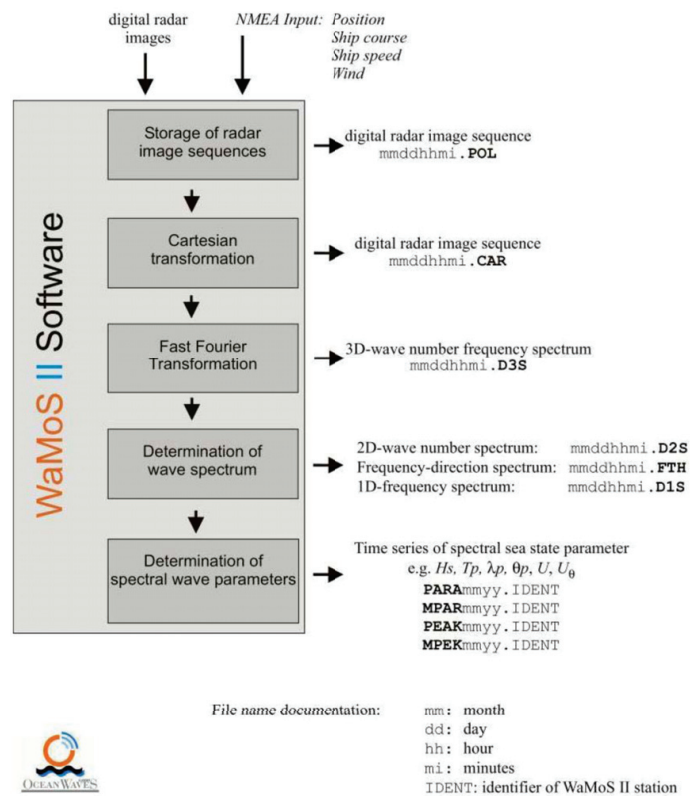 digital radar
images
NMEA Input: Position
Ship course
Ship speed
Wind
WaMoS II Software
Storage of radar
image sequences
digital radar image sequence
mmddhhmi.POL
Cartesian
transformation
digital radar image sequence
mmddhhmi.CAR
Fast Fourier
Transformation
3D-wave number frequency spectrum
mmddhhmi.D3S
Determination of
wave spectrum
2D-wave number spectrum: mmddhhmi.D2S
Frequency-direction spectrum: mmddhhmi.FTH
1D-frequency spectrum: mmddhhmi.D1S
Determination of
spectral wave parameters
Time series of spectral sea state parameter
e.g. Hs, Tp, λp, θp, U, Uθ
PARAmmyy.IDENT
MPARmmyy.IDENT
PEAKmmyy.IDENT
MPEKmmyy.IDENT
File name documentation: mm: month
dd: day
hh: hour
mi: minutes
IDENT: identifier of WaMoS II station
OCEANWAVES